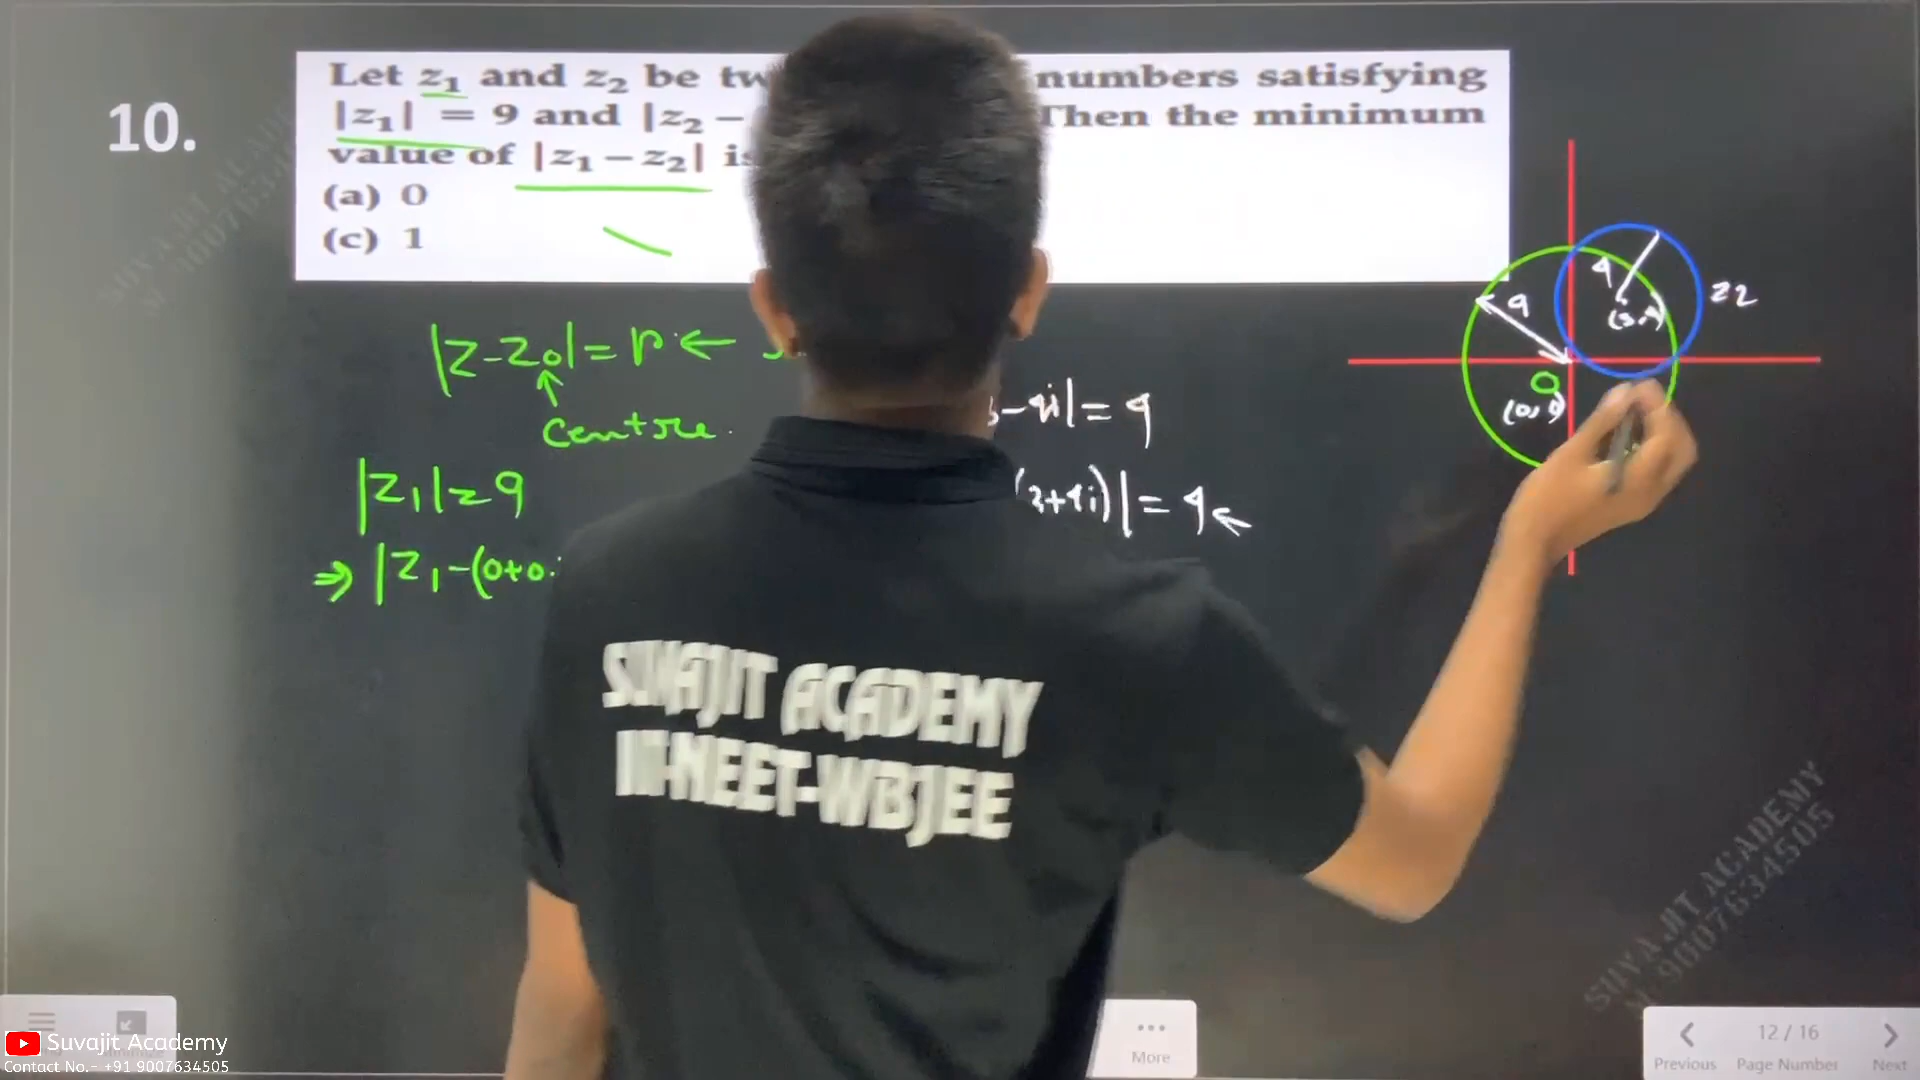 10.
Let z₁ and z₂ be tw numbers satisfying
|z₁| = 9 and |z₂ – Then the minimum
value of |z₁ – z₂| is
(a) 0
(c) 1
|z-z₀|=r ←
centre.
|z₁|=9
⇒ |z₁-(0+0.i
-4i|=4
(3+4i)|=4←
9
4
(3,4)
z2
O
(0,0)
SUVAJIT ACADEMY
IIT-NEET-WBJEE
SUVAJIT ACADEMY
M. 9007634505
Suvajit Academy
Contact No.- +91 9007634505
More
12 / 16
Previous Page Number Next